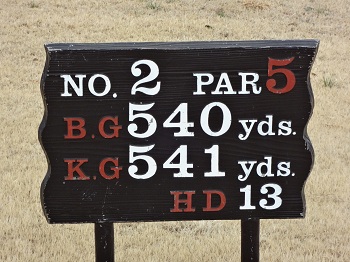 NO. 2 PAR 5
B.G 540 yds.
K.G 541 yds.
HD 13